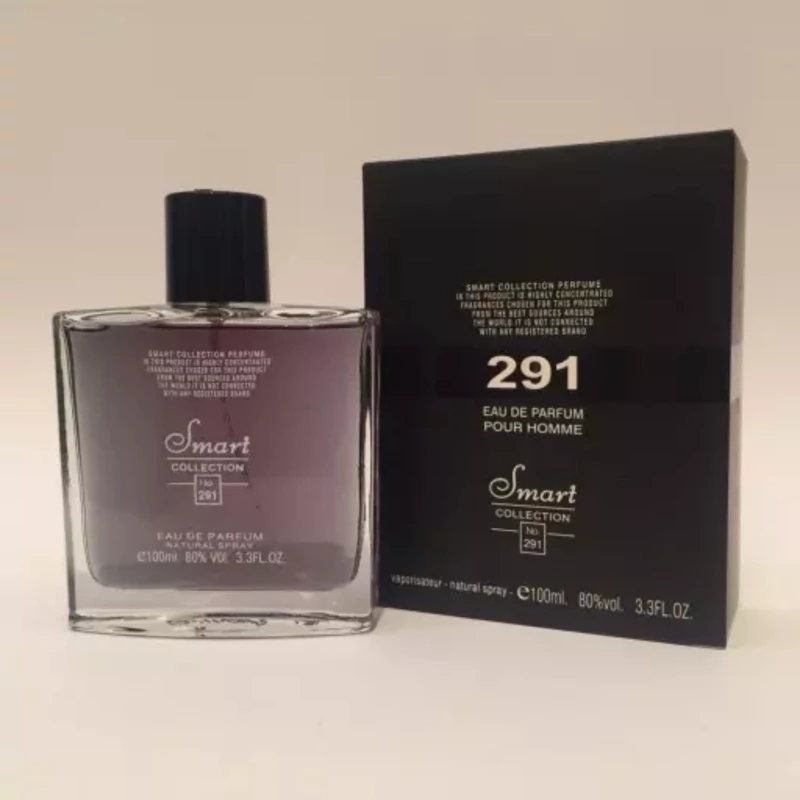 SMART COLLECTION PERFUME
IN THIS PRODUCT IS HIGHLY CONCENTRATED
FRAGRANCES CHOSEN FOR THIS PRODUCT
FROM THE BEST SOURCES AROUND
THE WORLD IT IS NOT CONNECTED
WITH ANY REGISTERED BRAND
Smart
COLLECTION
No.
291
EAU DE PARFUM
NATURAL SPRAY
e100ml. 80% VOL. 3.3FL.OZ.
SMART COLLECTION PERFUME
IN THIS PRODUCT IS HIGHLY CONCENTRATED
FRAGRANCES CHOSEN FOR THIS PRODUCT
FROM THE BEST SOURCES AROUND
THE WORLD IT IS NOT CONNECTED
WITH ANY REGISTERED BRAND
291
EAU DE PARFUM
POUR HOMME
Smart
COLLECTION
No.
291
vaporisateur - natural spray - e100ml. 80%vol. 3.3FL.OZ.